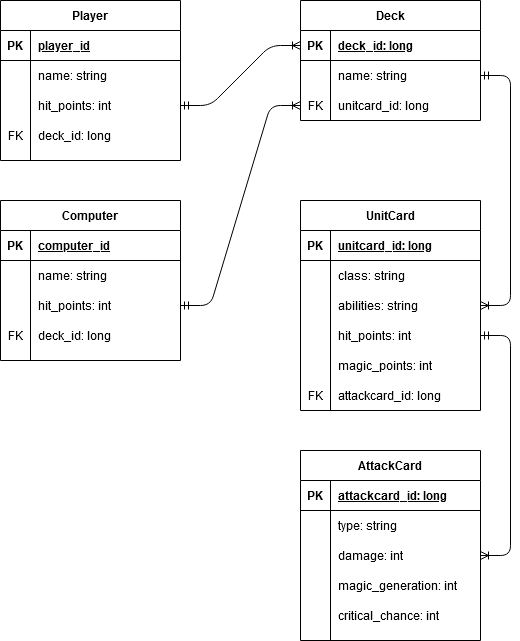 Player
PK player_id
name: string
hit_points: int
FK deck_id: long
Deck
PK deck_id: long
name: string
FK unitcard_id: long
Computer
PK computer_id
name: string
hit_points: int
FK deck_id: long
UnitCard
PK unitcard_id: long
class: string
abilities: string
hit_points: int
magic_points: int
FK attackcard_id: long
AttackCard
PK attackcard_id: long
type: string
damage: int
magic_generation: int
critical_chance: int